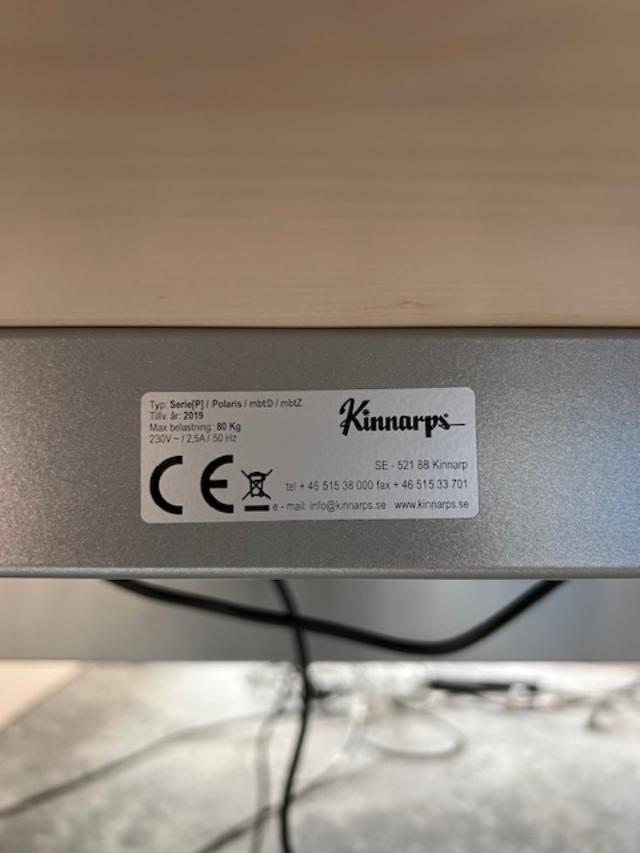 Typ: Serie[P] / Polaris / mbtD / mbtZ
Tillv. år: 2019
Max belastning: 80 Kg
230V ~ / 2,5A / 50 Hz
Kinnarps
SE - 521 88 Kinnarp
tel + 46 515 38 000 fax + 46 515 33 701
e - mail: info@kinnarps.se www.kinnarps.se
CE